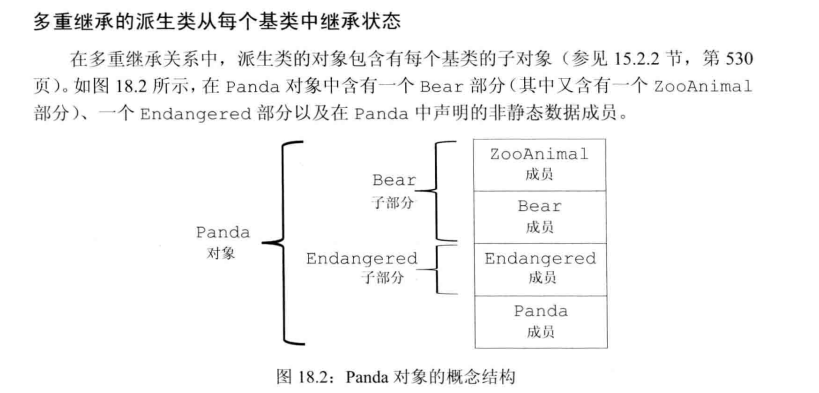 多重继承的派生类从每个基类中继承状态
在多重继承关系中，派生类的对象包含有每个基类的子对象（参见 15.2.2 节，第 530
页）。如图 18.2 所示，在 Panda 对象中含有一个 Bear 部分（其中又含有一个 ZooAnimal
部分）、一个 Endangered 部分以及在 Panda 中声明的非静态数据成员。
Panda
对象
Bear
子部分
Endangered
子部分
ZooAnimal
成员
Bear
成员
Endangered
成员
Panda
成员
图 18.2：Panda 对象的概念结构